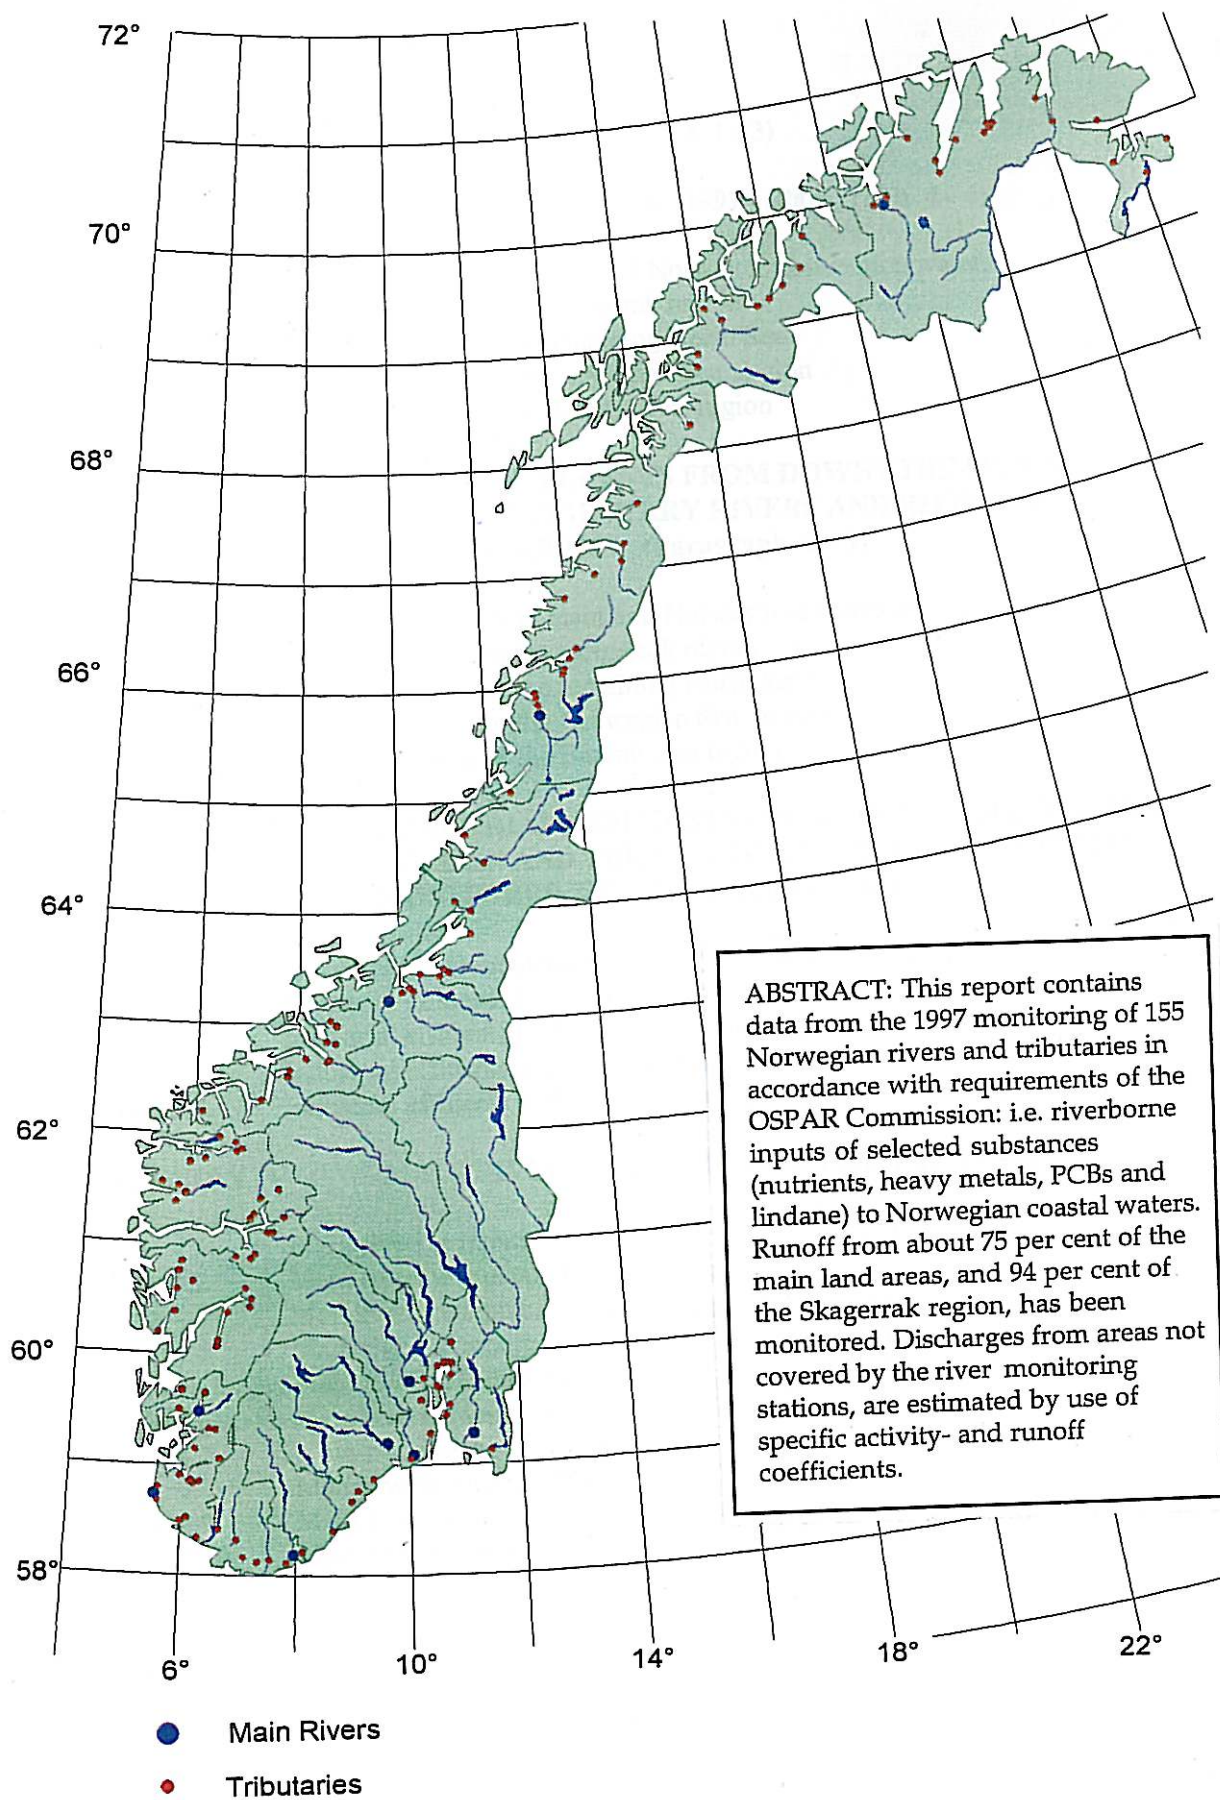 72°
70°
68°
66°
64°
62°
60°
58°
6°
10°
14°
18°
22°
ABSTRACT: This report contains
data from the 1997 monitoring of 155
Norwegian rivers and tributaries in
accordance with requirements of the
OSPAR Commission: i.e. riverborne
inputs of selected substances
(nutrients, heavy metals, PCBs and
lindane) to Norwegian coastal waters.
Runoff from about 75 per cent of the
main land areas, and 94 per cent of
the Skagerrak region, has been
monitored. Discharges from areas not
covered by the river monitoring
stations, are estimated by use of
specific activity- and runoff
coefficients.
Main Rivers
Tributaries